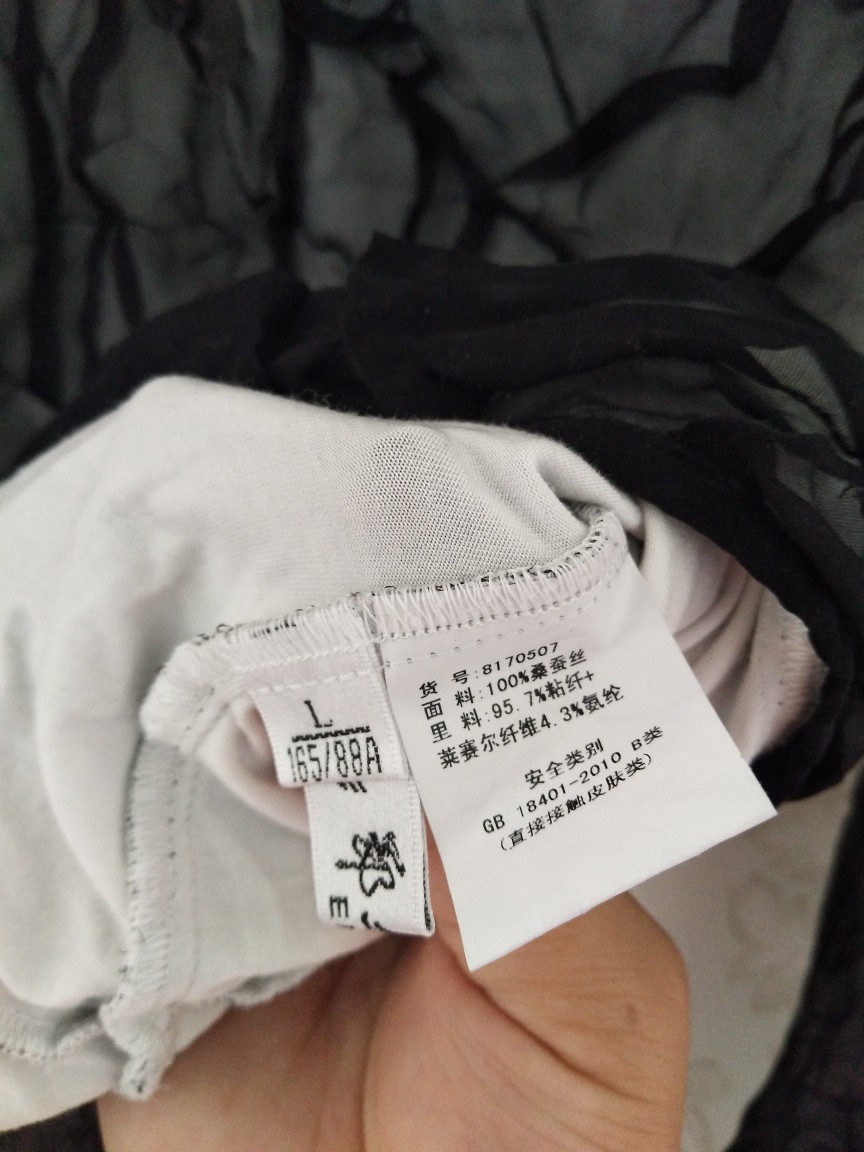 L
165/88A
货 号:8170507
面 料:100%桑蚕丝
里 料:95.7%粘纤+
莱赛尔纤维4.3%氨纶
安全类别
GB 18401-2010 B类
(直接接触皮肤类)